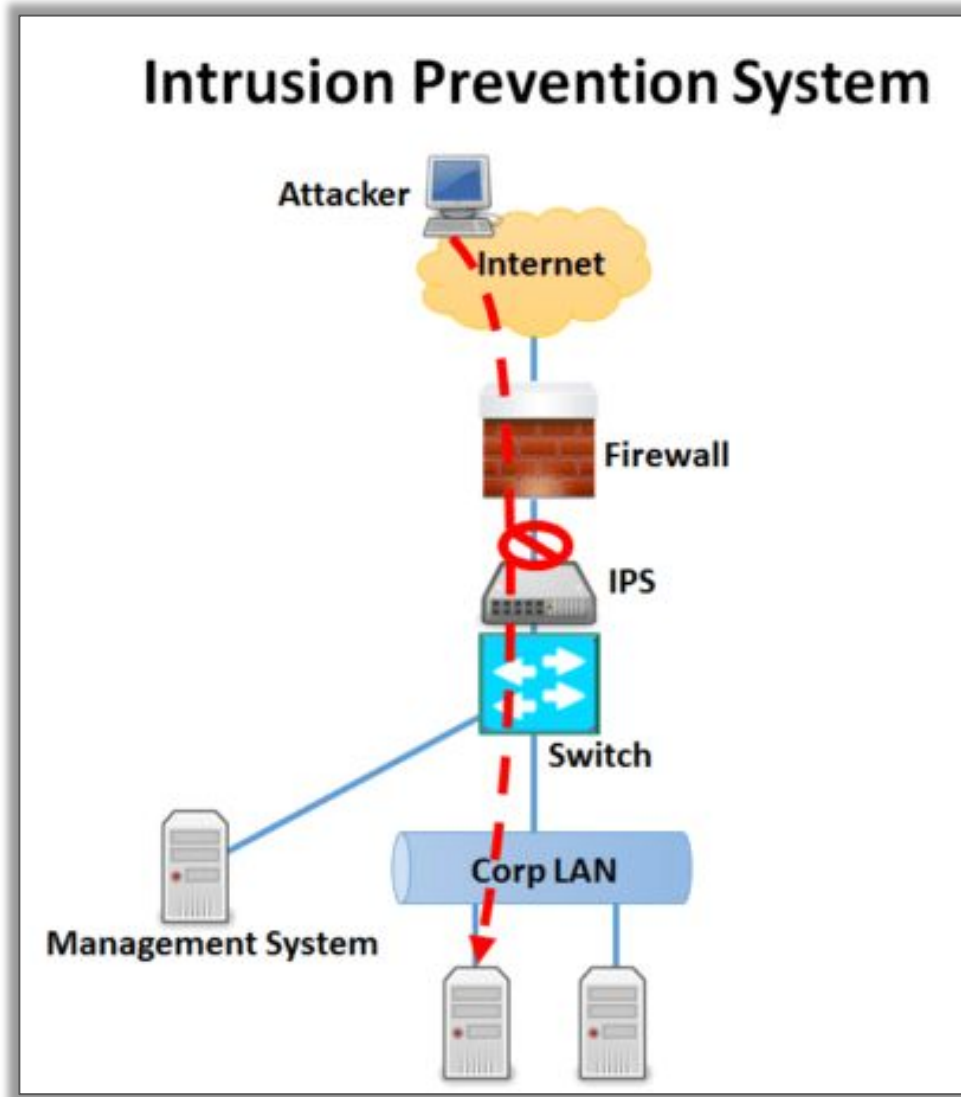 Intrusion Prevention System
Attacker
Internet
Firewall
IPS
Switch
Corp LAN
Management System